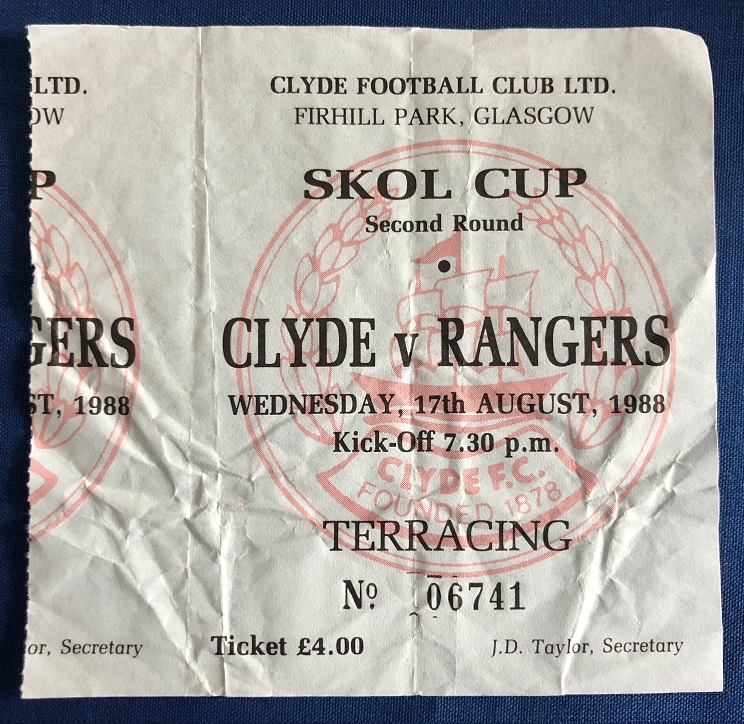 LTD.
OW
P
GERS
ST, 1988
or, Secretary
CLYDE FOOTBALL CLUB LTD.
FIRHILL PARK, GLASGOW
SKOL CUP
Second Round
CLYDE v RANGERS
WEDNESDAY, 17th AUGUST, 1988
Kick-Off 7.30 p.m.
CLYDE F.C.
FOUNDED 1878
TERRACING
Nº 06741
Ticket £4.00
J.D. Taylor, Secretary